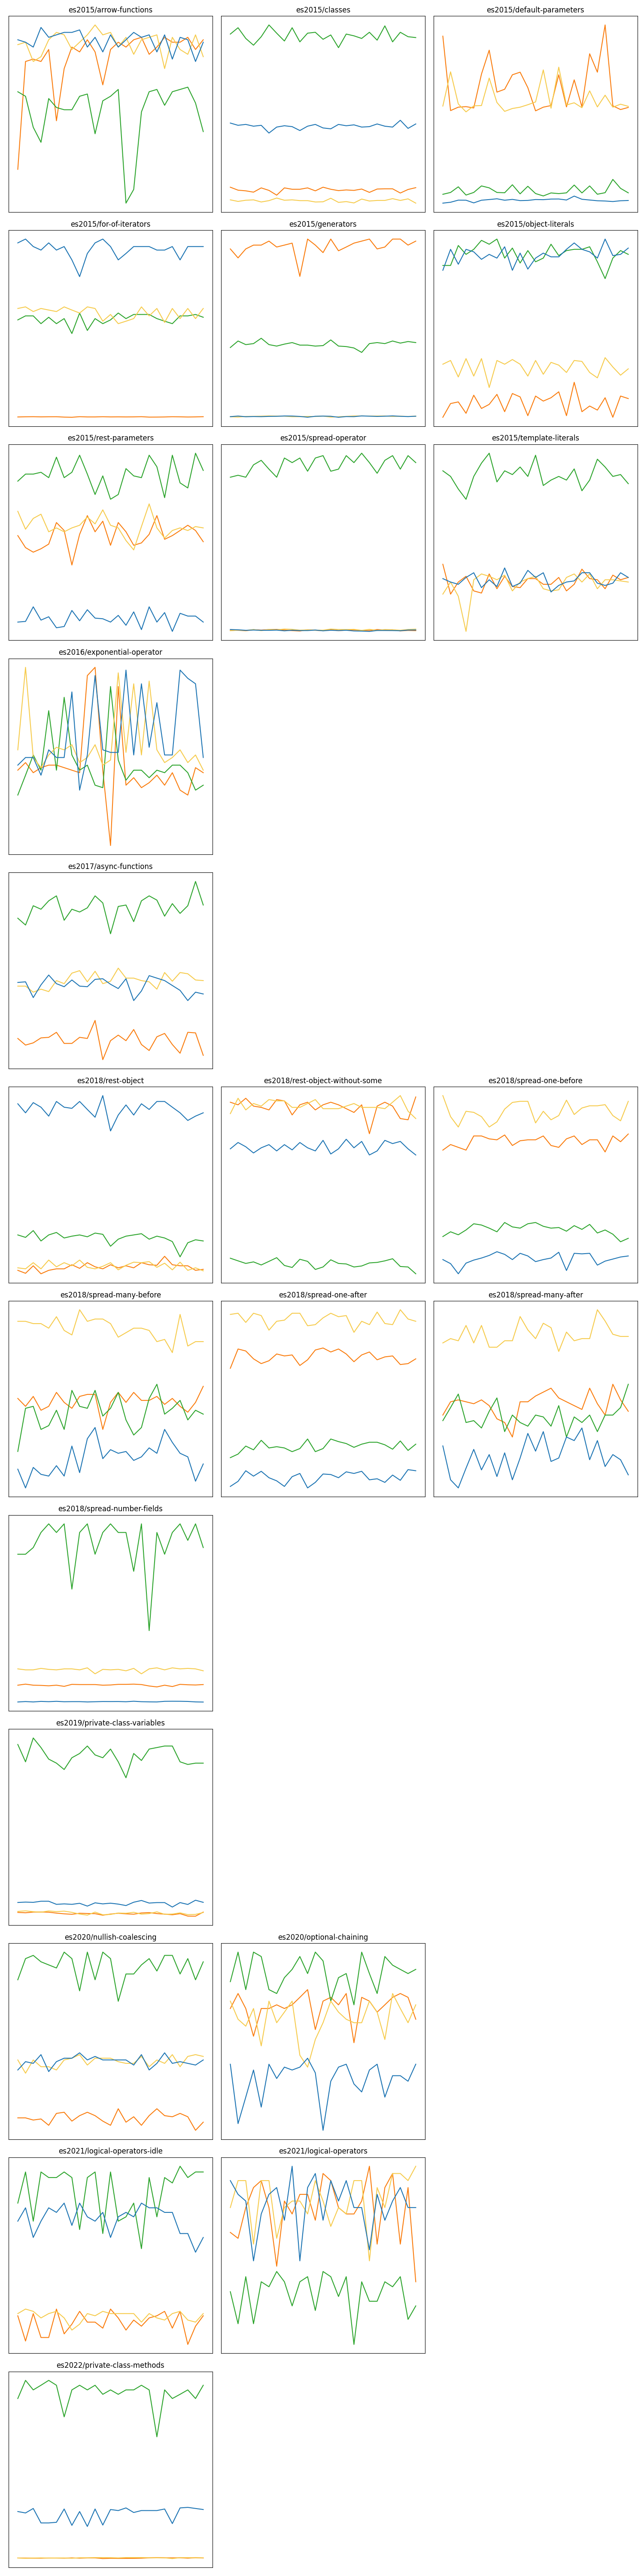 es2015/arrow-functions
es2015/classes
es2015/default-parameters
es2015/for-of-iterators
es2015/generators
es2015/object-literals
es2015/rest-parameters
es2015/spread-operator
es2015/template-literals
es2016/exponential-operator
es2017/async-functions
es2018/rest-object
es2018/rest-object-without-some
es2018/spread-one-before
es2018/spread-many-before
es2018/spread-one-after
es2018/spread-many-after
es2018/spread-number-fields
es2019/private-class-variables
es2020/nullish-coalescing
es2020/optional-chaining
es2021/logical-operators-idle
es2021/logical-operators
es2022/private-class-methods